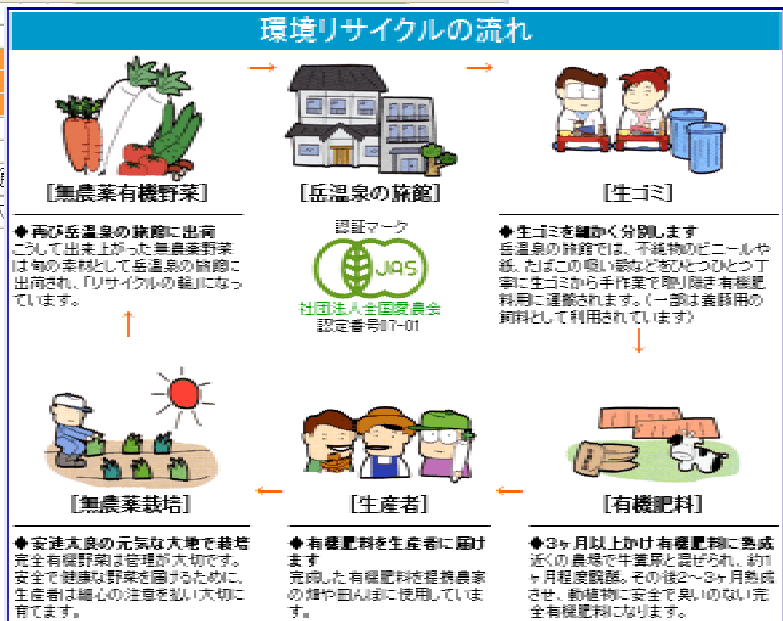 環境リサイクルの流れ
[無農薬有機野菜]
[岳温泉の旅館]
[生ゴミ]
◆再び岳温泉の旅館に出荷
こうして出来上がった無農薬野菜
は旬の素材として岳温泉の旅館に
出荷され、「リサイクルの輪」になっ
ています。
認証マーク
JAS
社団法人全国愛農会
認定番号07-01
◆生ゴミを細かく分別します
岳温泉の旅館では、不純物のビニールや
紙、たばこの吸い殻などをひとつひとつ丁
寧に生ゴミから手作業で取り除き有機肥
料用に運搬されます。(一部は養豚用の
飼料として利用されています)
[無農薬栽培]
[生産者]
[有機肥料]
◆安達太良の元気な大地で栽培
完全有機野菜は管理が大切です。
安全で健康な野菜を届けるために、
生産者は細心の注意を払い大切に
育てます。
◆有機肥料を生産者に届け
ます
完成した有機肥料を提携農家
の畑や田んぼに使用していま
す。
◆3ヶ月以上かけ有機肥料に熟成
近くの農場で牛糞尿と混ぜられ、約1
ヶ月程度醗酵。その後2～3ヶ月熟成
させ、動植物に安全で臭いのない完
全有機肥料になります。